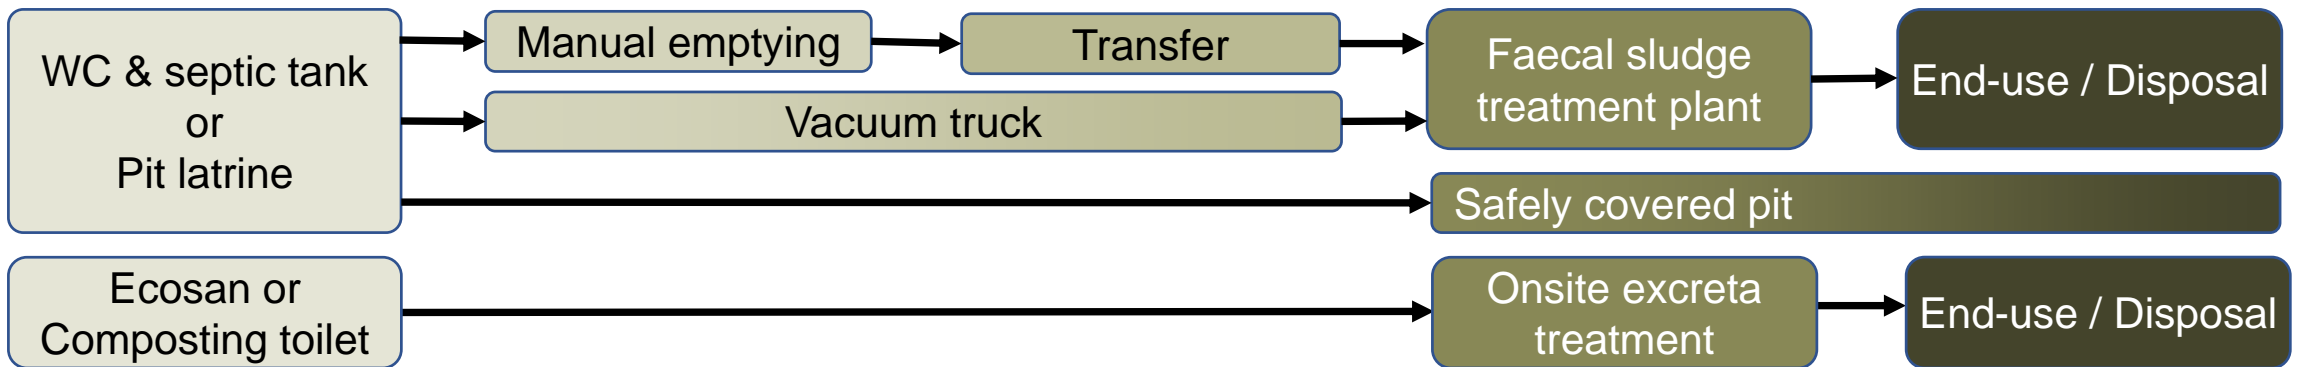 WC & septic tank
or
Pit latrine
Manual emptying
Transfer
Vacuum truck
Faecal sludge
treatment plant
End-use / Disposal
Safely covered pit
Ecosan or
Composting toilet
Onsite excreta
treatment
End-use / Disposal